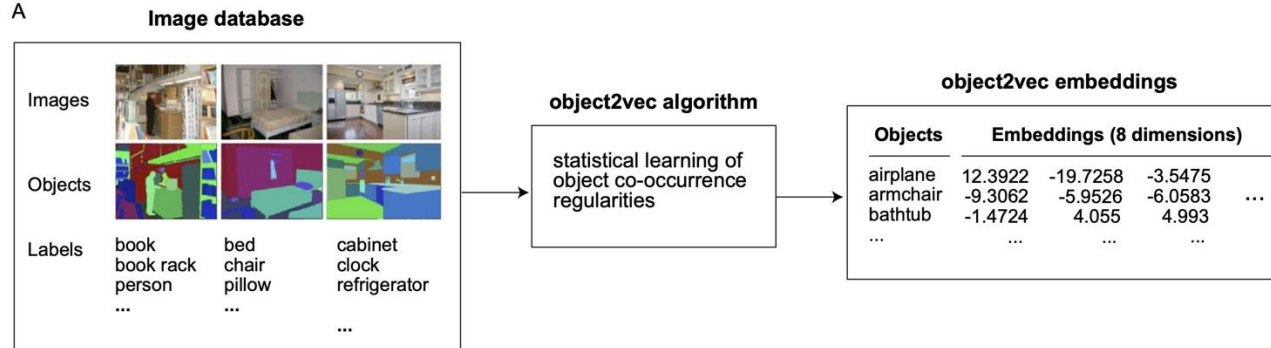 A
Image database
Images
Objects
Labels
book
book rack
person
...
bed
chair
pillow
...
cabinet
clock
refrigerator
...
object2vec algorithm
statistical learning of
object co-occurrence
regularities
object2vec embeddings
Objects Embeddings (8 dimensions)
airplane 12.3922 -19.7258 -3.5475
armchair -9.3062 -5.9526 -6.0583 ...
bathtub -1.4724 4.055 4.993
... ... ... ...